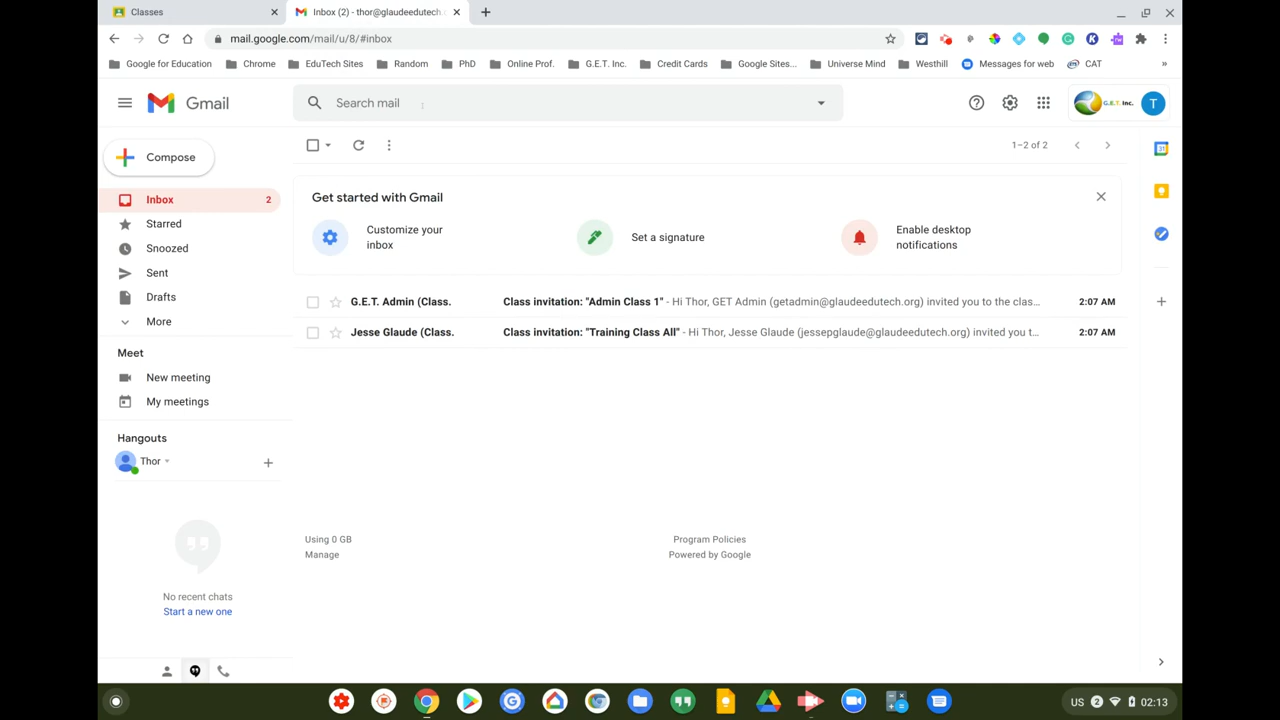 Classes
Inbox (2) - thor@glaudeedutech.
mail.google.com/mail/u/8/#inbox
Google for Education
Chrome
EduTech Sites
Random
PhD
Online Prof.
G.E.T. Inc.
Credit Cards
Google Sites...
Universe Mind
Westhill
Messages for web
CAT
»
Gmail
Search mail
G.E.T. Inc.
T
Compose
1–2 of 2
Inbox 2
Starred
Snoozed
Sent
Drafts
More
Get started with Gmail
Customize your
inbox
Set a signature
Enable desktop
notifications
G.E.T. Admin (Class. Class invitation: "Admin Class 1" - Hi Thor, GET Admin (getadmin@glaudeedutech.org) invited you to the clas... 2:07 AM
Jesse Glaude (Class. Class invitation: "Training Class All" - Hi Thor, Jesse Glaude (jessepglaude@glaudeedutech.org) invited you t... 2:07 AM
Meet
New meeting
My meetings
Hangouts
Thor
No recent chats
Start a new one
Using 0 GB
Manage
Program Policies
Powered by Google
US 2 02:13